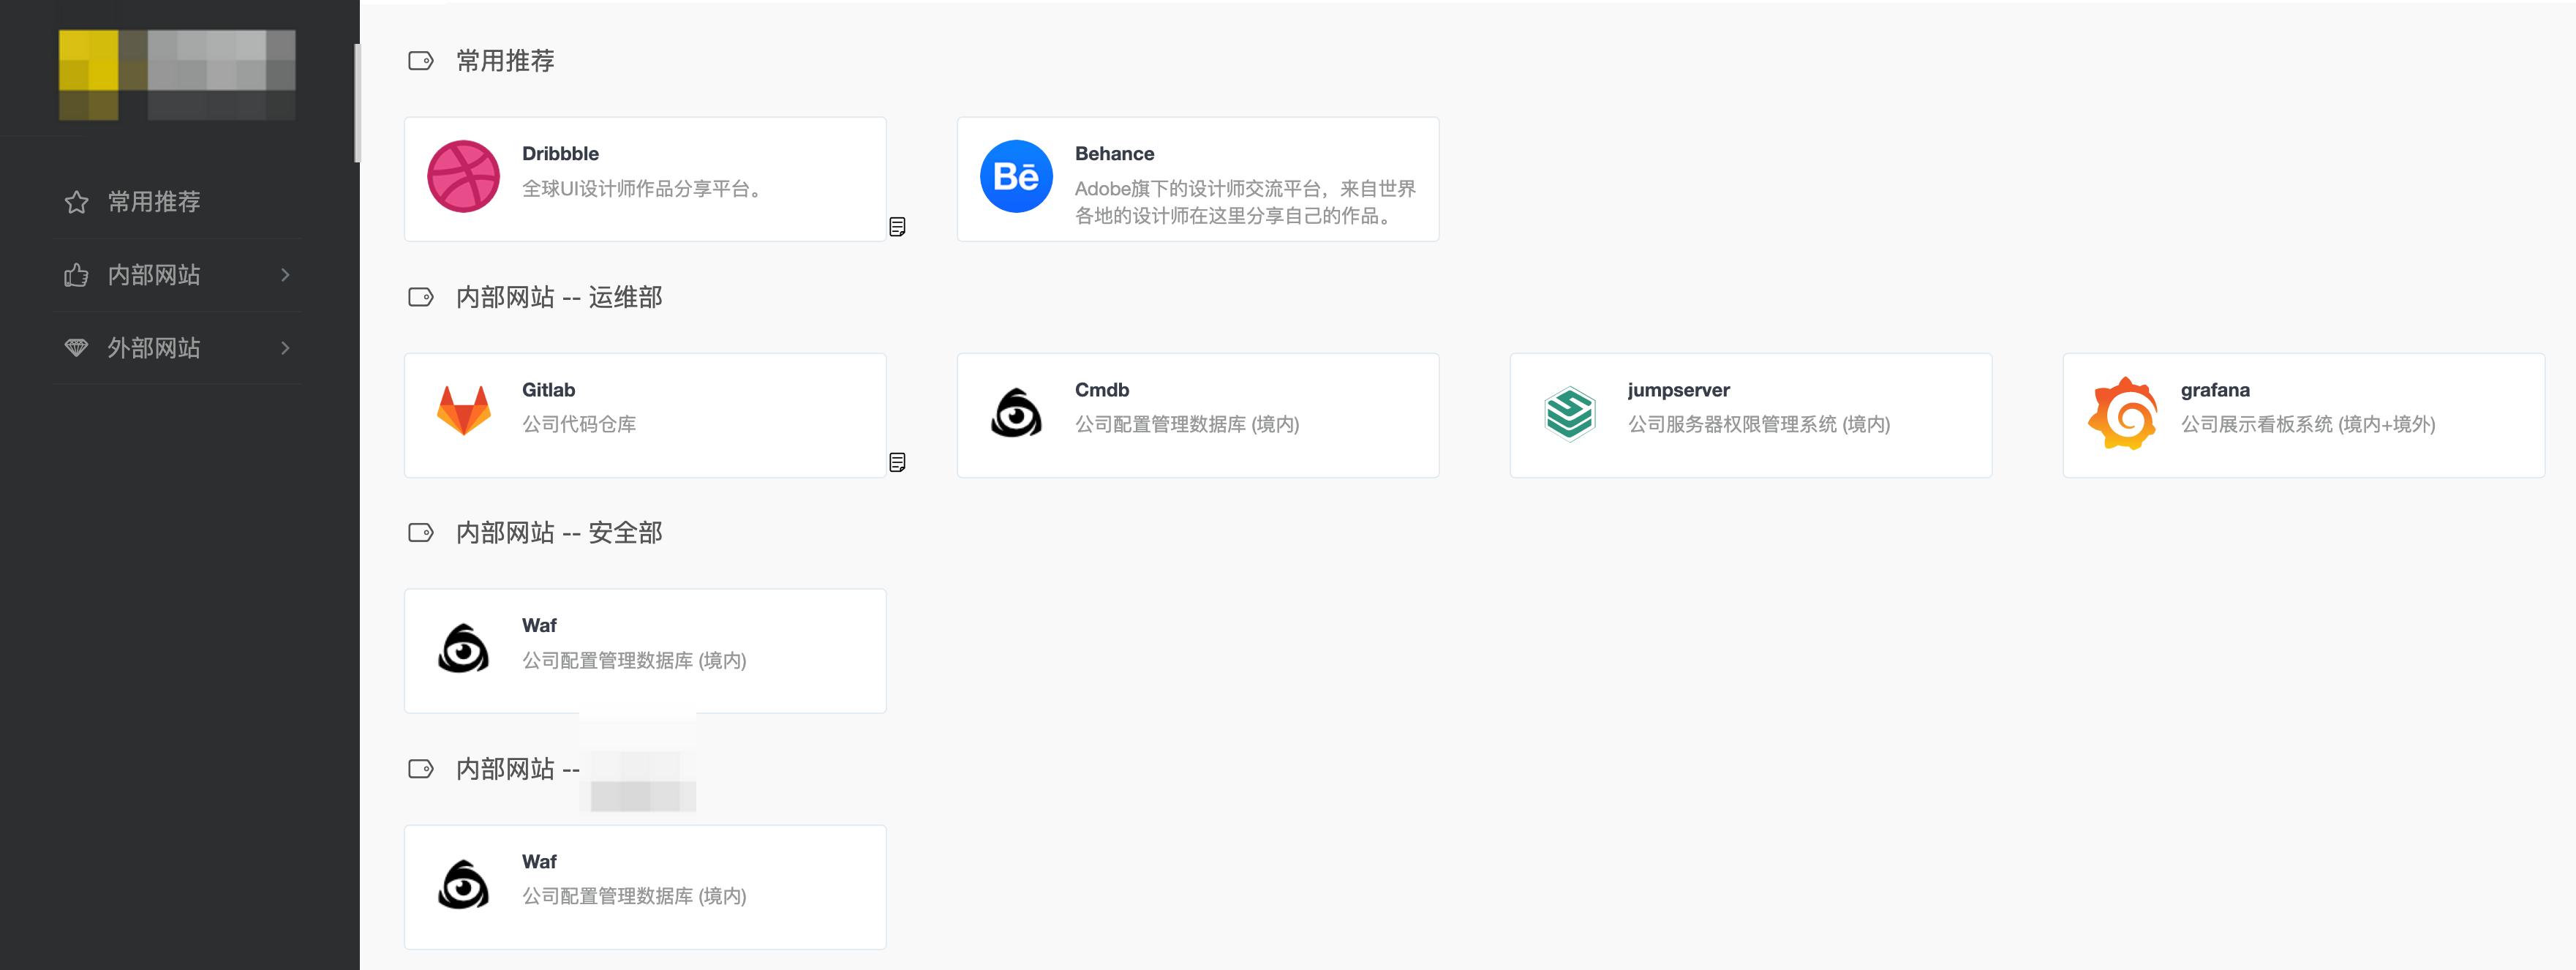 常用推荐
内部网站
外部网站
常用推荐
Dribbble
全球UI设计师作品分享平台。
Bē
Behance
Adobe旗下的设计师交流平台，来自世界
各地的设计师在这里分享自己的作品。
内部网站 -- 运维部
Gitlab
公司代码仓库
Cmdb
公司配置管理数据库 (境内)
jumpserver
公司服务器权限管理系统 (境内)
grafana
公司展示看板系统 (境内+境外)
内部网站 -- 安全部
Waf
公司配置管理数据库 (境内)
内部网站 --
Waf
公司配置管理数据库 (境内)